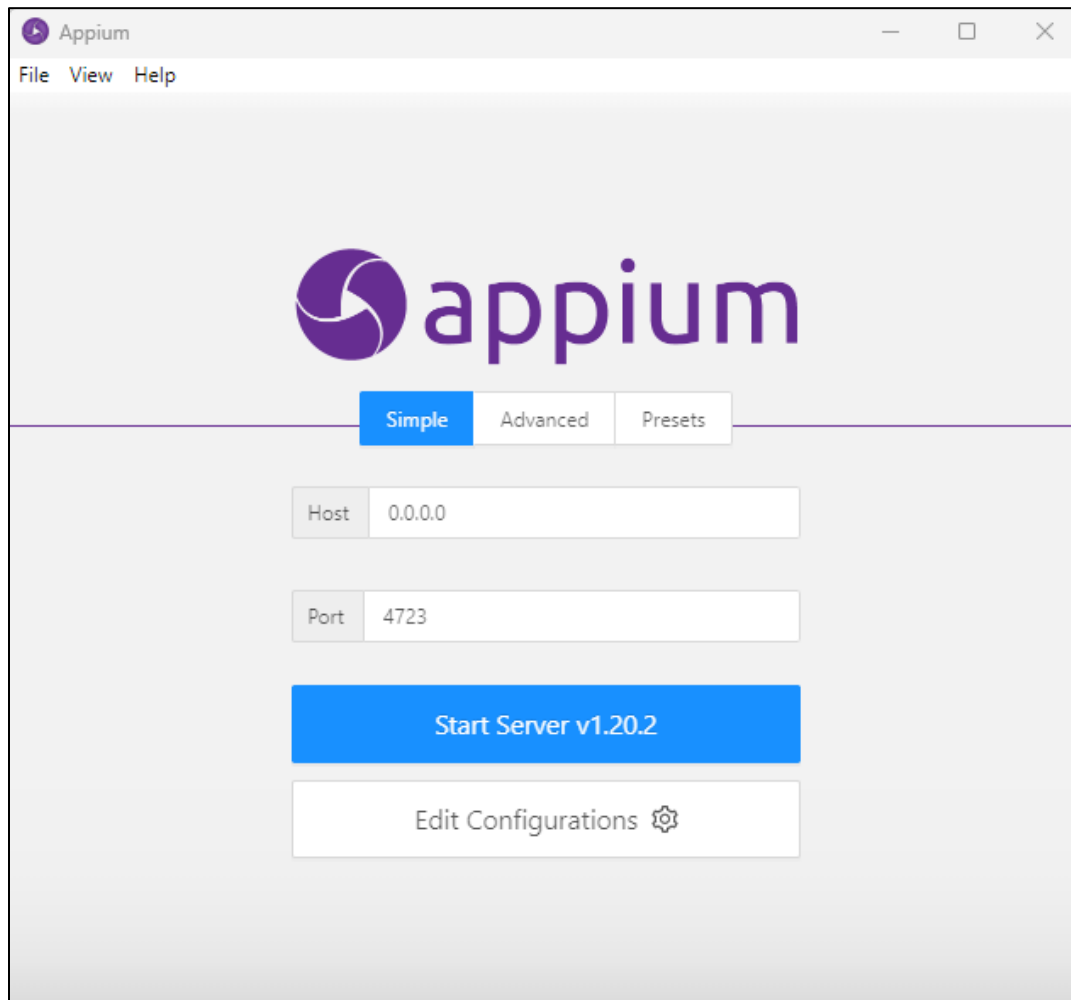 Appium
File View Help
appium
Simple Advanced Presets
Host 0.0.0.0
Port 4723
Start Server v1.20.2
Edit Configurations